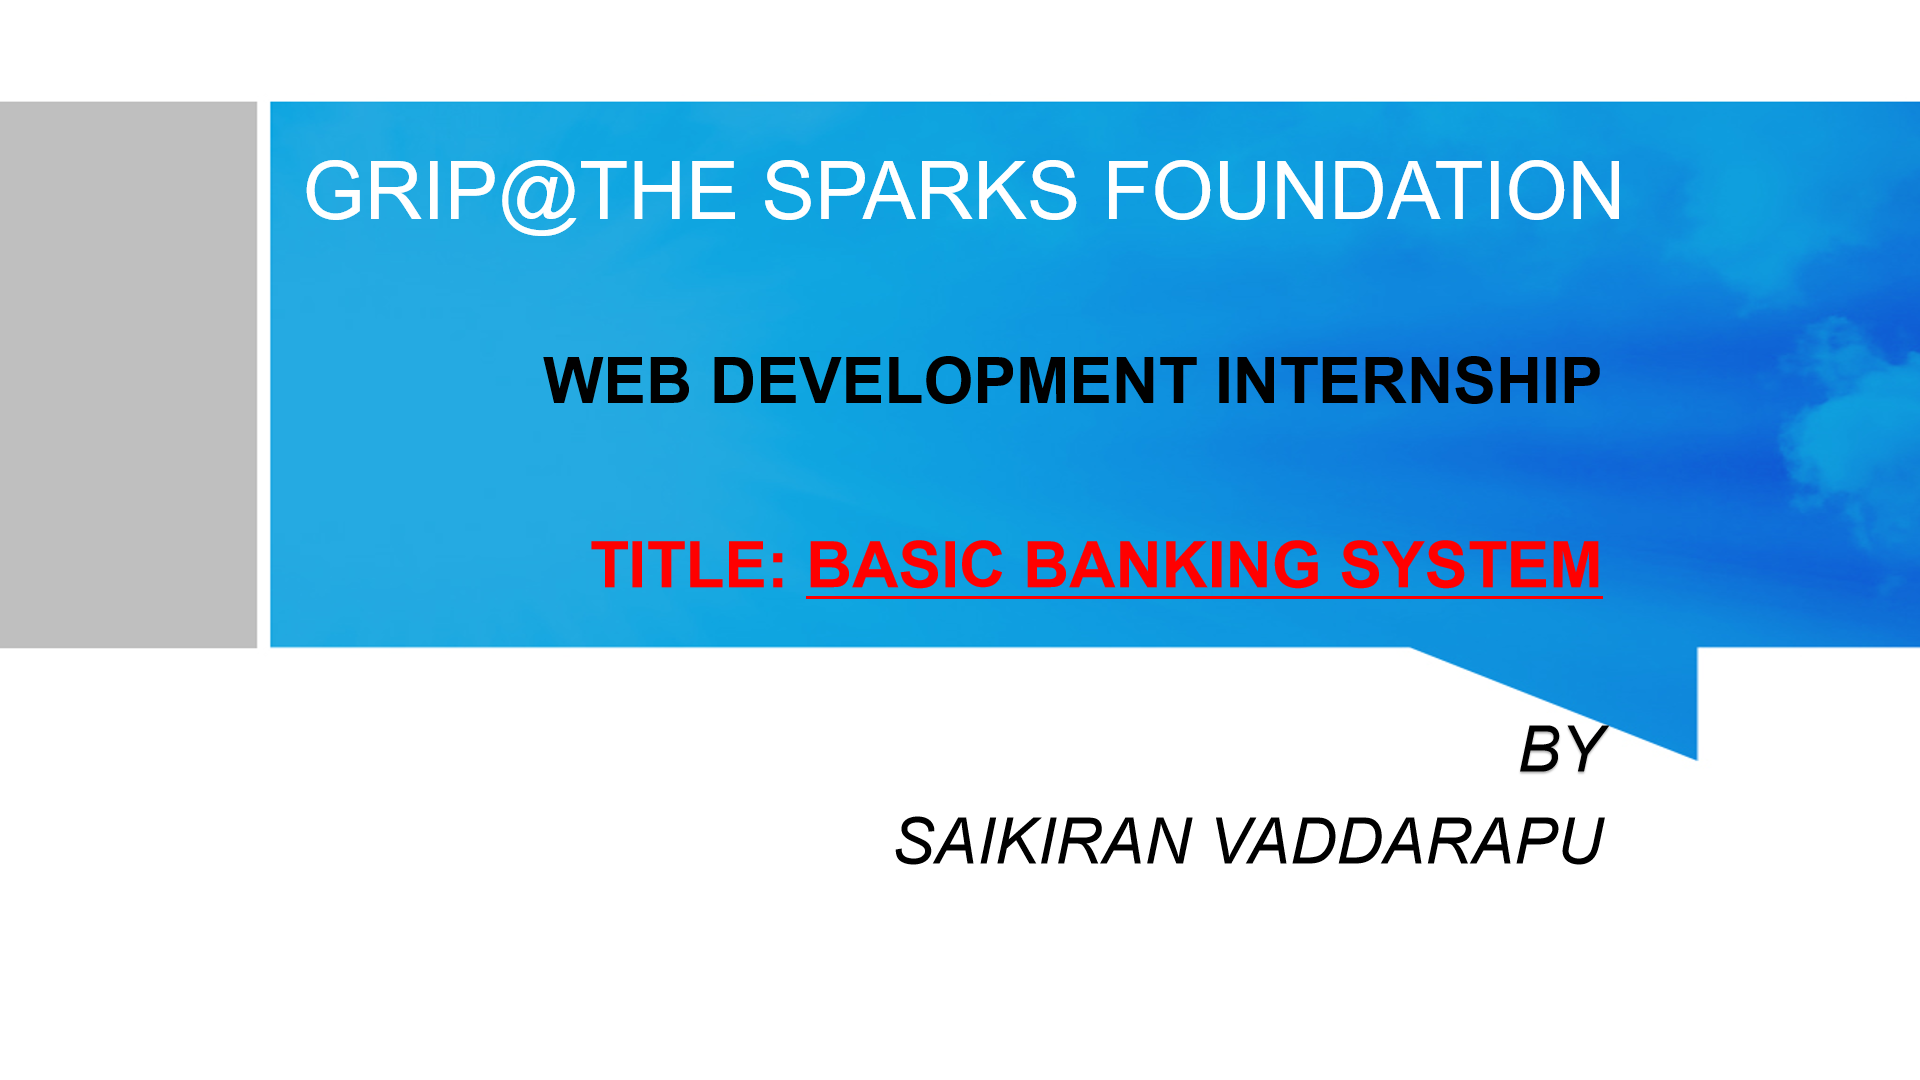 GRIP@THE SPARKS FOUNDATION
WEB DEVELOPMENT INTERNSHIP
TITLE: BASIC BANKING SYSTEM
BY
SAIKIRAN VADDARAPU